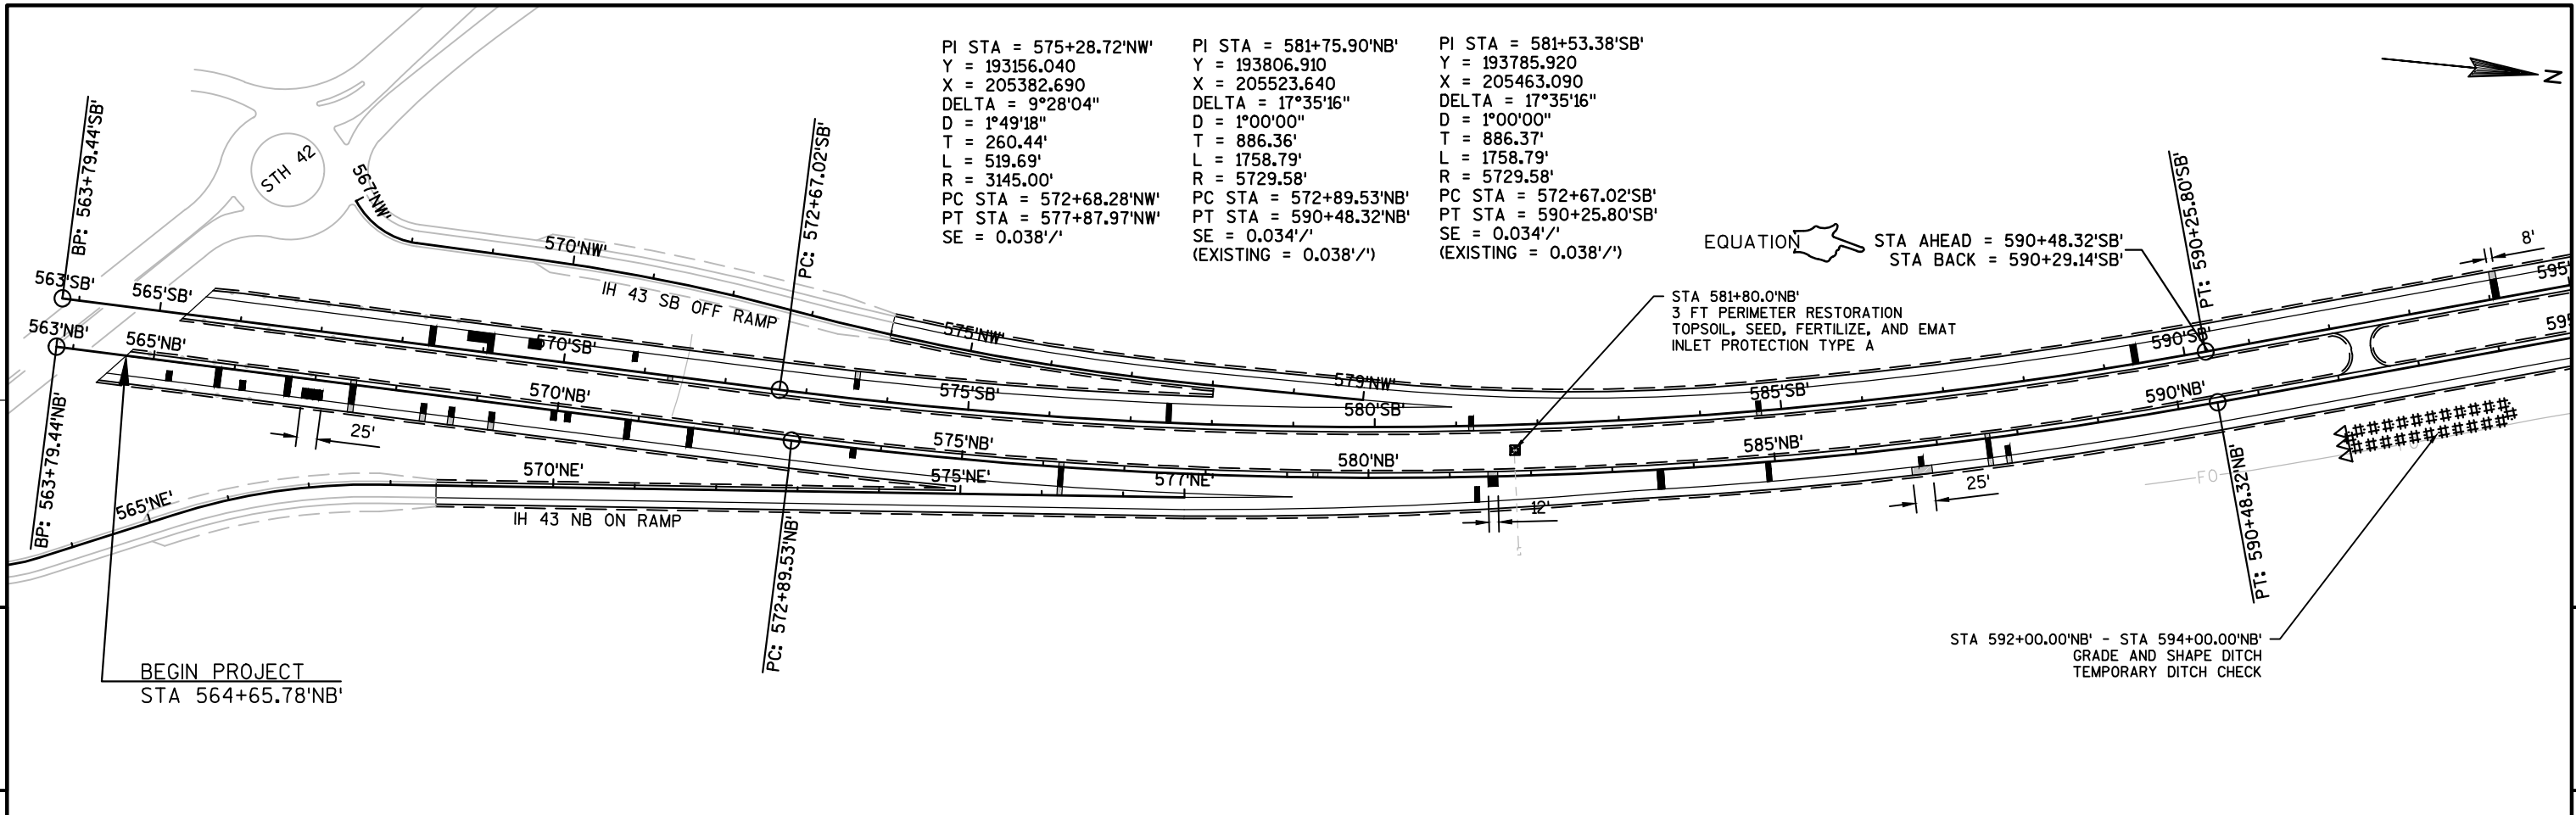 PI STA = 575+28.72'NW'
Y = 193156.040
X = 205382.690
DELTA = 9°28'04"
D = 1°49'18"
T = 260.44'
L = 519.69'
R = 3145.00'
PC STA = 572+68.28'NW'
PT STA = 577+87.97'NW'
SE = 0.038'/'
PI STA = 581+75.90'NB'
Y = 193806.910
X = 205523.640
DELTA = 17°35'16"
D = 1°00'00"
T = 886.36'
L = 1758.79'
R = 5729.58'
PC STA = 572+89.53'NB'
PT STA = 590+48.32'NB'
SE = 0.034'/'
(EXISTING = 0.038'/')
PI STA = 581+53.38'SB'
Y = 193785.920
X = 205463.090
DELTA = 17°35'16"
D = 1°00'00"
T = 886.37'
L = 1758.79'
R = 5729.58'
PC STA = 572+67.02'SB'
PT STA = 590+25.80'SB'
SE = 0.034'/'
(EXISTING = 0.038'/')
N
BP: 563+79.44'SB'
STH 42
567'NW'
PC: 572+67.02'SB'
PT: 590+25.80'SB'
EQUATION
STA AHEAD = 590+48.32'SB'
STA BACK = 590+29.14'SB'
8'
570'NW'
IH 43 SB OFF RAMP
563'SB'
565'SB'
570'SB'
575'NW'
579'NW'
575'SB'
580'SB'
585'SB'
590'SB'
595'
STA 581+80.0'NB'
3 FT PERIMETER RESTORATION
TOPSOIL, SEED, FERTILIZE, AND EMAT
INLET PROTECTION TYPE A
563'NB'
565'NB'
570'NB'
575'NB'
580'NB'
585'NB'
590'NB'
595
25'
12'
25'
FO
BP: 563+79.44'NB'
565'NE'
570'NE'
575'NE'
577'NE'
IH 43 NB ON RAMP
PC: 572+89.53'NB'
PT: 590+48.32'NB'
BEGIN PROJECT
STA 564+65.78'NB'
STA 592+00.00'NB' - STA 594+00.00'NB'
GRADE AND SHAPE DITCH
TEMPORARY DITCH CHECK